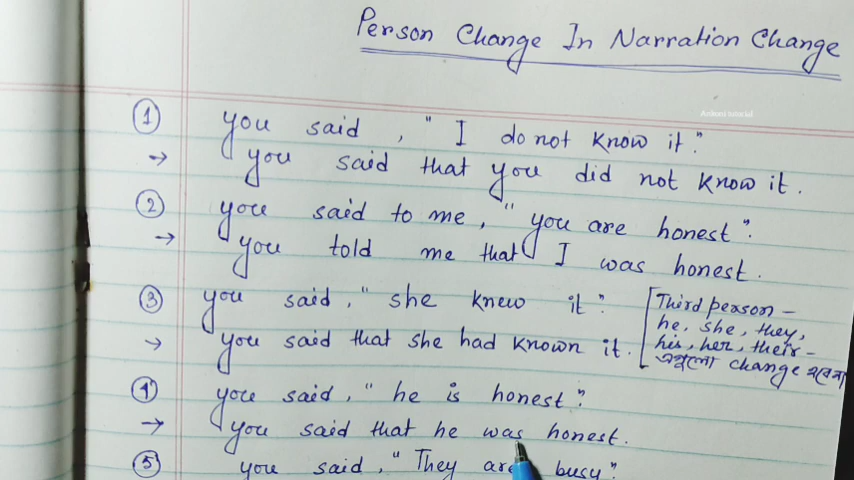 Person Change In Narration Change
① you said, "I do not know it".
→ you said that you did not know it.
② you said to me, "you are honest".
→ you told me that I was honest.
③ you said, "she knew it".
→ you said that she had known it.
[Third person –
he, she, they,
his, her, their –
এগুলো change হবেনা
④ you said, "he is honest".
→ you said that he was honest.
⑤ you said, "They are busy".